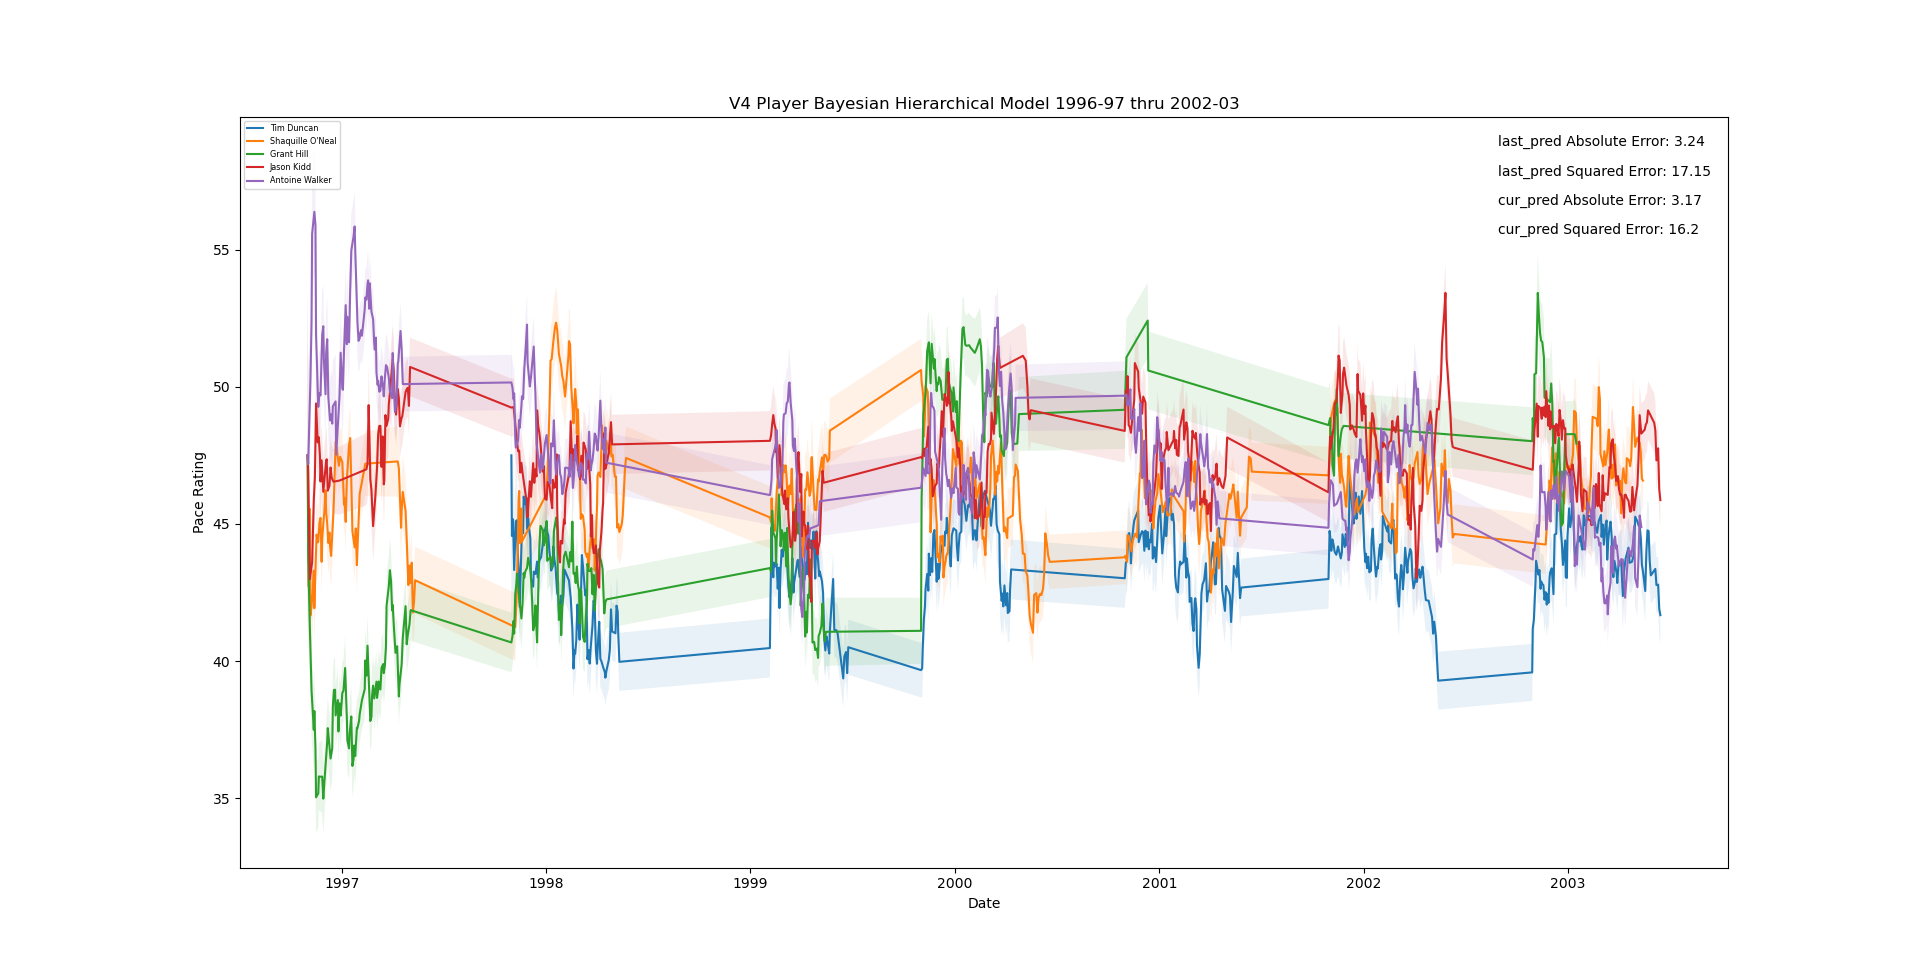 V4 Player Bayesian Hierarchical Model 1996-97 thru 2002-03
Tim Duncan
Shaquille O'Neal
Grant Hill
Jason Kidd
Antoine Walker
last_pred Absolute Error: 3.24
last_pred Squared Error: 17.15
cur_pred Absolute Error: 3.17
cur_pred Squared Error: 16.2
Pace Rating
55
50
45
40
35
1997 1998 1999 2000 2001 2002 2003
Date